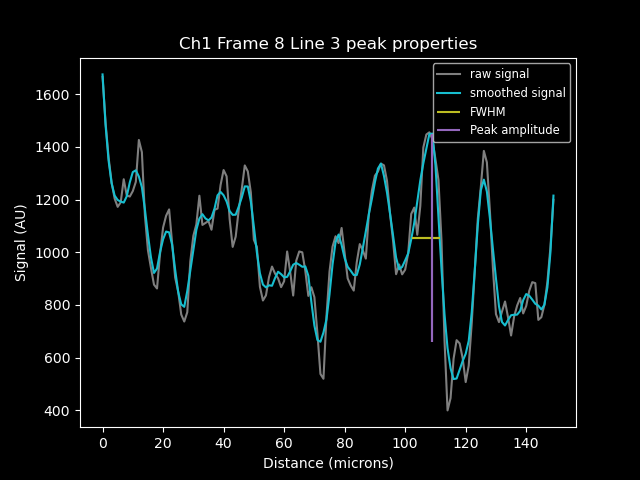 Ch1 Frame 8 Line 3 peak properties
raw signal
smoothed signal
FWHM
Peak amplitude
1600
1400
1200
1000
800
600
400
Signal (AU)
0 20 40 60 80 100 120 140
Distance (microns)